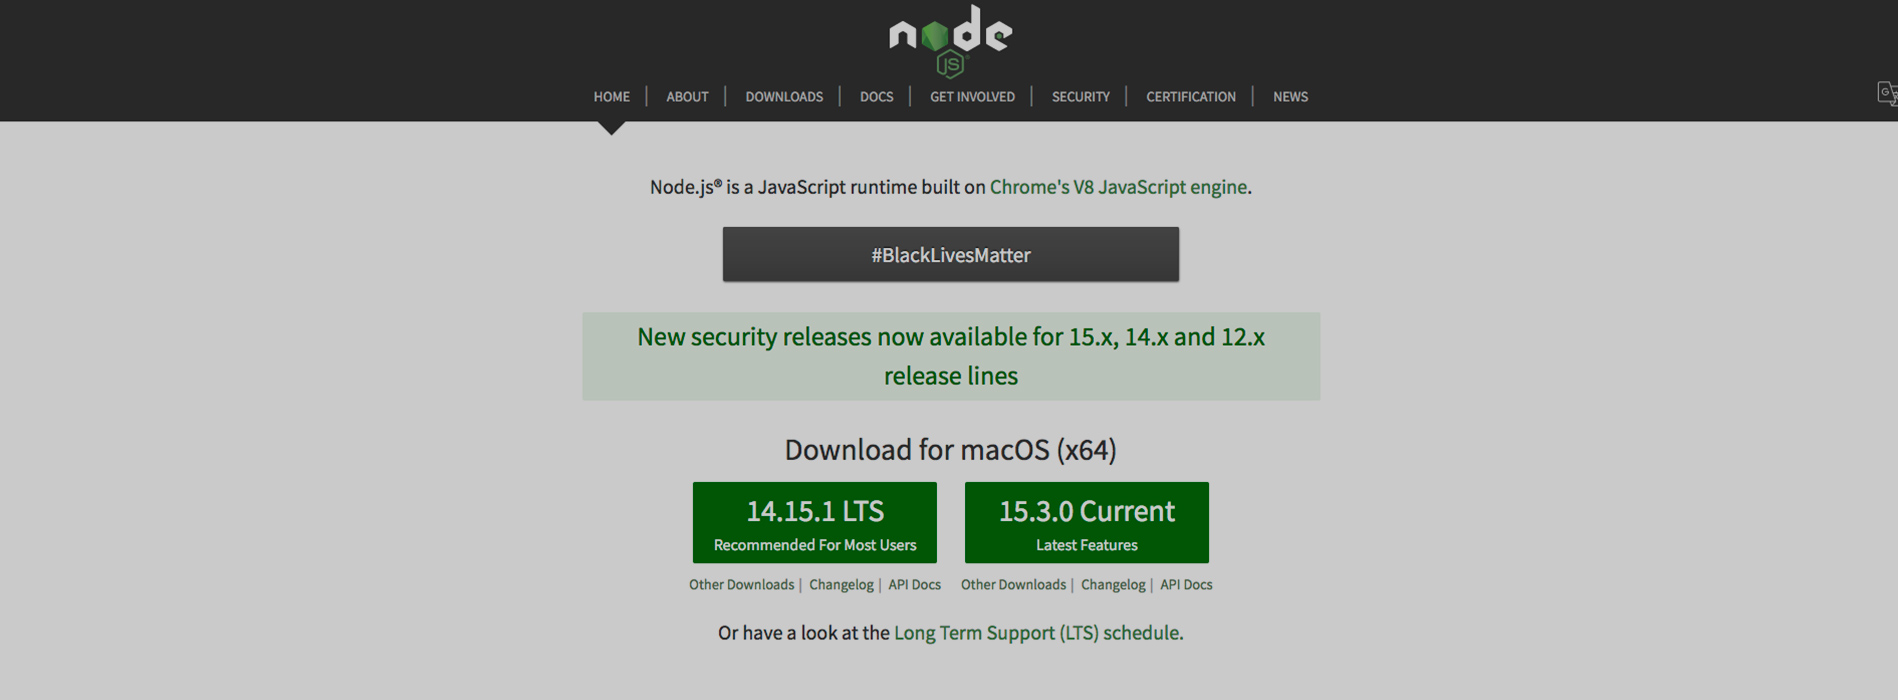 node
JS
HOME | ABOUT | DOWNLOADS | DOCS | GET INVOLVED | SECURITY | CERTIFICATION | NEWS
Node.js® is a JavaScript runtime built on Chrome's V8 JavaScript engine.
#BlackLivesMatter
New security releases now available for 15.x, 14.x and 12.x
release lines
Download for macOS (x64)
14.15.1 LTS
Recommended For Most Users
15.3.0 Current
Latest Features
Other Downloads | Changelog | API Docs
Other Downloads | Changelog | API Docs
Or have a look at the Long Term Support (LTS) schedule.